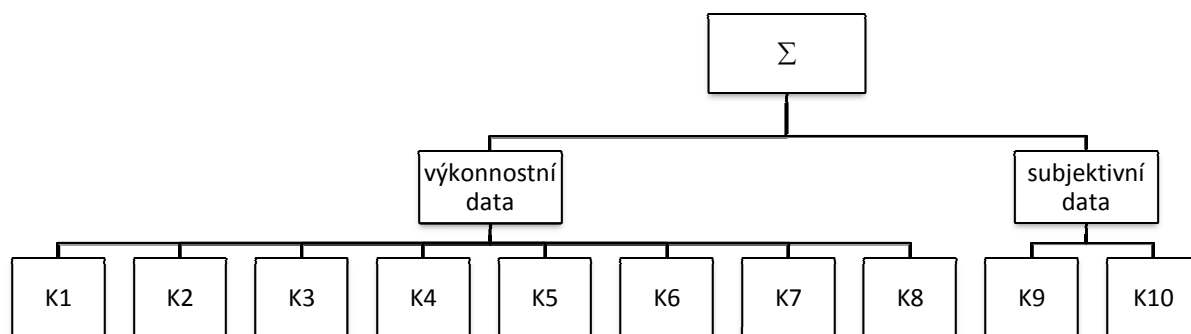 Σ
výkonnostní
data
subjektivní
data
K1
K2
K3
K4
K5
K6
K7
K8
K9
K10